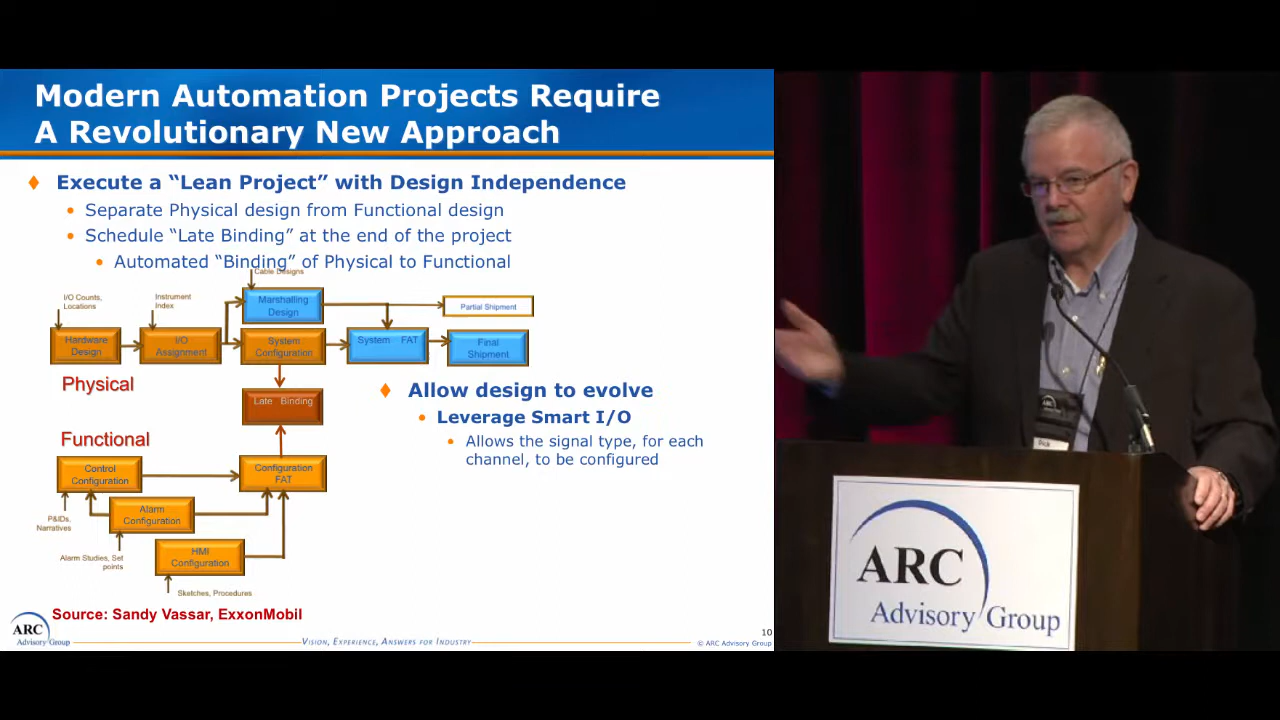 Modern Automation Projects Require
A Revolutionary New Approach
Execute a “Lean Project” with Design Independence
Separate Physical design from Functional design
Schedule “Late Binding” at the end of the project
Automated “Binding” of Physical to Functional
Cable Designs
I/O Counts,
Locations
Instrument
Index
Marshalling
Design
Partial Shipment
Hardware
Design
I/O
Assignment
System
Configuration
System FAT
Final
Shipment
Physical
Late Binding
Functional
Allow design to evolve
Leverage Smart I/O
Allows the signal type, for each
channel, to be configured
Control
Configuration
Configuration
FAT
P&IDs,
Narratives
Alarm
Configuration
Alarm Studies, Set
points
HMI
Configuration
Sketches, Procedures
Source: Sandy Vassar, ExxonMobil
ARC
Advisory Group
VISION, EXPERIENCE, ANSWERS FOR INDUSTRY
10
© ARC Advisory Group
ARC
Rick
ARC
Advisory Group